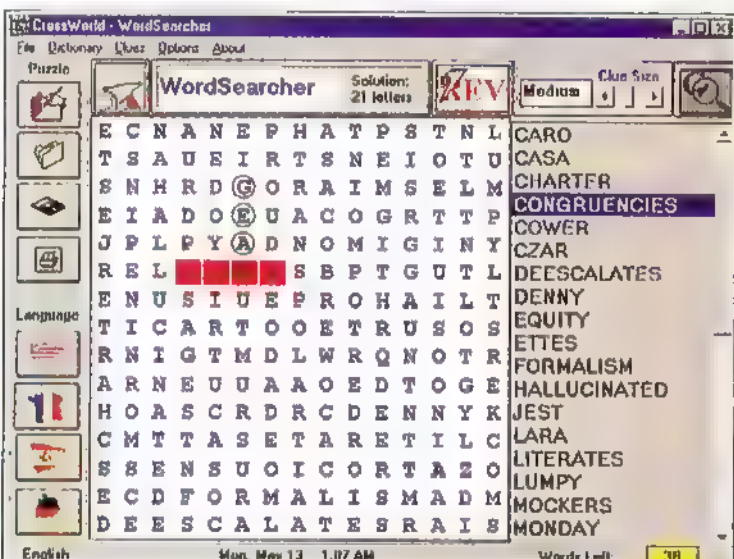 CrossWorld - WordSearcher
File Dictionary Clues Options About
Puzzle
WordSearcher
Solution:
21 letters
REV
Medium
Clue Size
E C N A N E P H A T P S T N L
T S A U E I R T S N E I O T U
S N H R D G O R A I M S E L M
E I A D O E U A C O G R T T P
J P L P Y A D N O M I G I N Y
R E L S B P T G U T L
E N U S I U E P R O H A I L T
T I C A R T O O E T R U S O S
R N I G T M D L W R Q N O T R
A R N E U U A A O E D T O G E
H O A S C R D R C D E N N Y K
C M T T A S E T A R E T I L C
S S E N S U O I C O R T A Z O
E C D F O R M A L I S M A D M
D E E S C A L A T E S R A I S
CARO
CASA
CHARTER
CONGRUENCIES
COWER
CZAR
DEESCALATES
DENNY
EQUITY
ETTES
FORMALISM
HALLUCINATED
JEST
LARA
LITERATES
LUMPY
MOCKERS
MONDAY
Language
English
Mon, May 13 1:07 AM
Words Left:
38